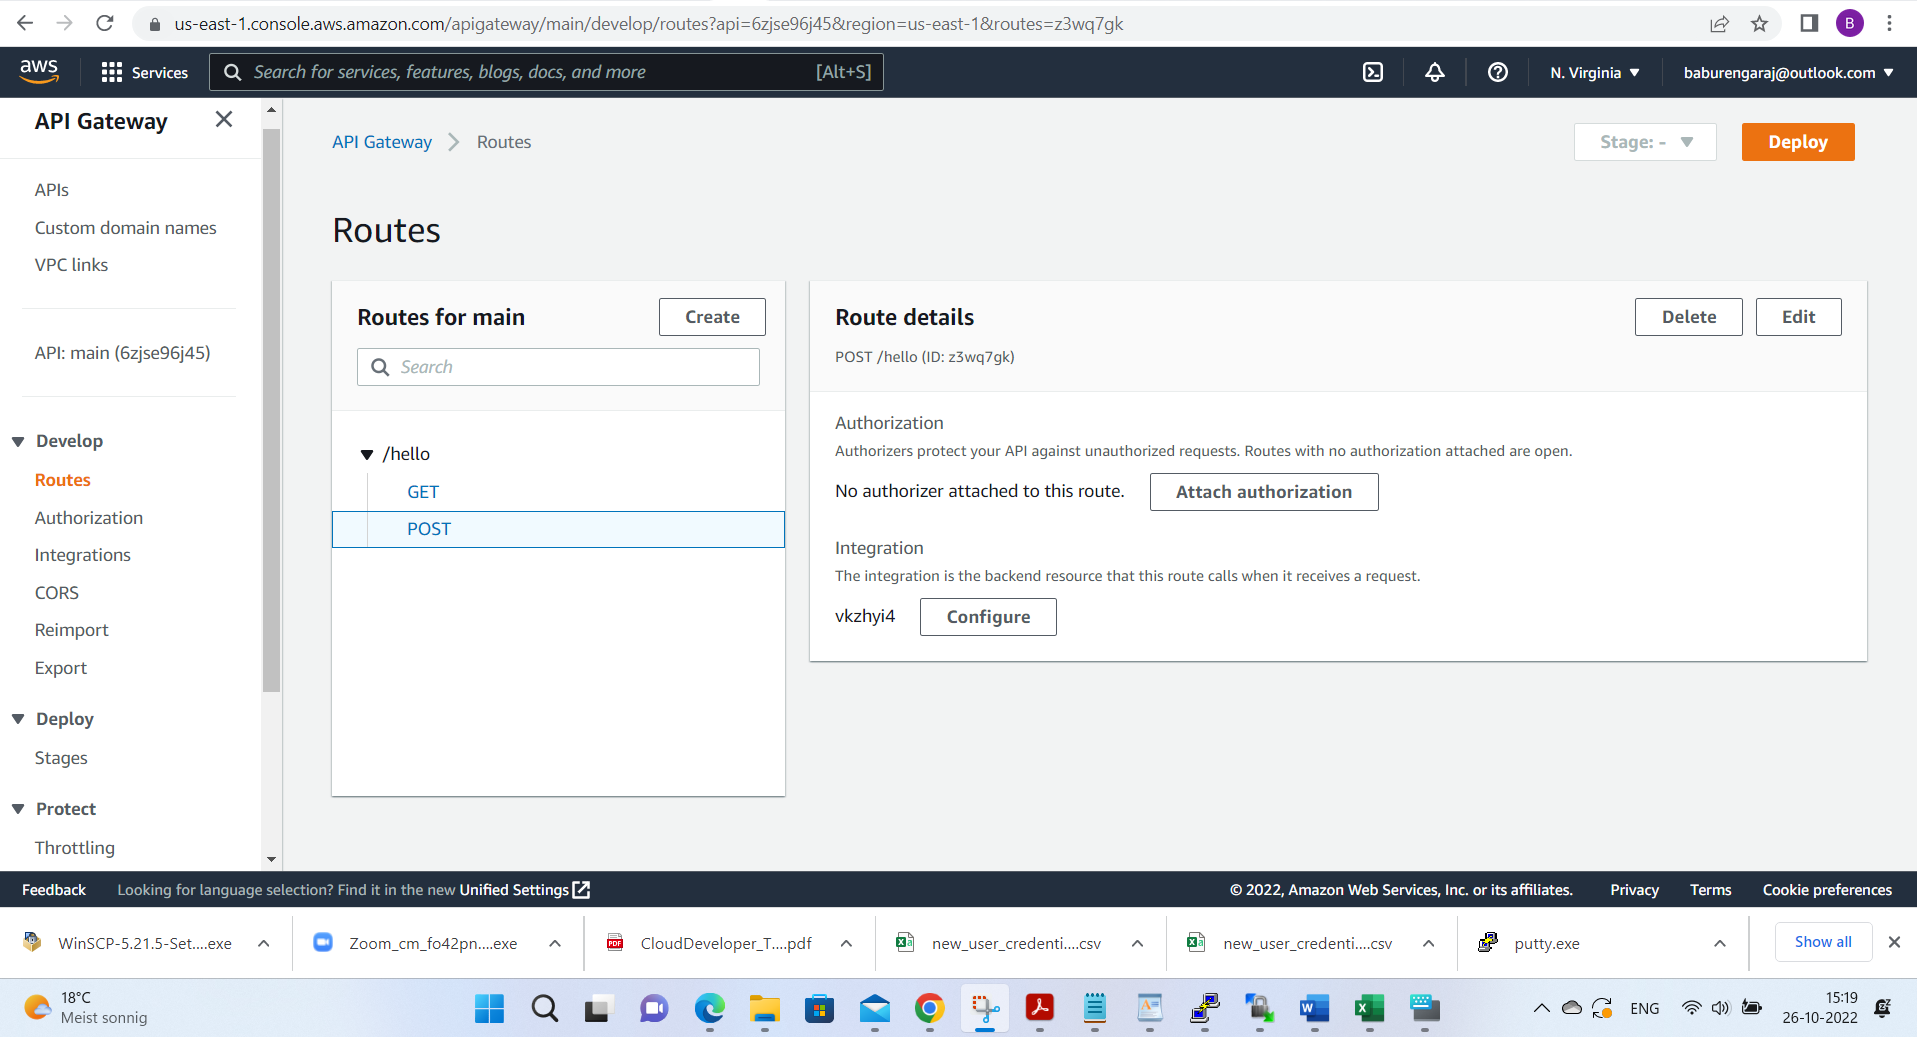 us-east-1.console.aws.amazon.com/apigateway/main/develop/routes?api=6zjse96j45&region=us-east-1&routes=z3wq7gk
B
aws
Services
Search for services, features, blogs, docs, and more
[Alt+S]
N. Virginia
baburengaraj@outlook.com
API Gateway
APIs
Custom domain names
VPC links
API: main (6zjse96j45)
Develop
Routes
Authorization
Integrations
CORS
Reimport
Export
Deploy
Stages
Protect
Throttling
API Gateway
Routes
Stage: -
Deploy
Routes
Routes for main
Create
Search
/hello
GET
POST
Route details
Delete
Edit
POST /hello (ID: z3wq7gk)
Authorization
Authorizers protect your API against unauthorized requests. Routes with no authorization attached are open.
No authorizer attached to this route.
Attach authorization
Integration
The integration is the backend resource that this route calls when it receives a request.
vkzhyi4
Configure
Feedback
Looking for language selection? Find it in the new Unified Settings
© 2022, Amazon Web Services, Inc. or its affiliates.
Privacy
Terms
Cookie preferences
WinSCP-5.21.5-Set....exe
Zoom_cm_fo42pn....exe
PDF
CloudDeveloper_T....pdf
new_user_credenti....csv
new_user_credenti....csv
putty.exe
Show all
18°C
Meist sonnig
ENG
15:19
26-10-2022